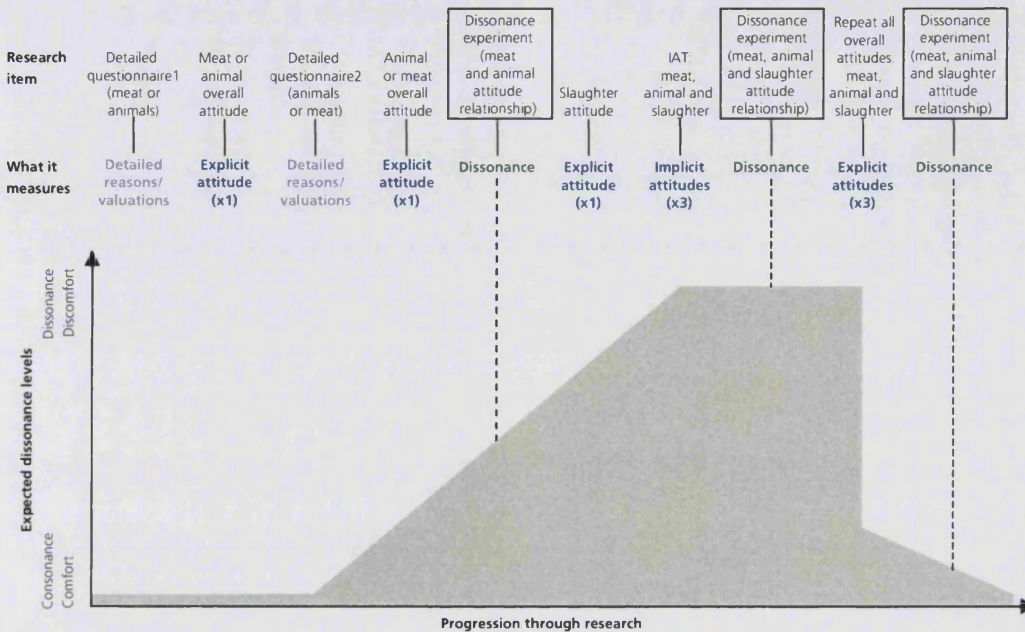 Research
item
Detailed
questionnaire1
(meat or
animals)
Meat or
animal
overall
attitude
Detailed
questionnaire2
(animals
or meat)
Animal
or meat
overall
attitude
Dissonance
experiment
(meat
and animal
attitude
relationship)
Slaughter
attitude
IAT:
meat,
animal and
slaughter
Dissonance
experiment
(meat, animal
and slaughter
attitude
relationship)
Repeat all
overall
attitudes:
meat,
animal and
slaughter
Dissonance
experiment
(meat, animal
and slaughter
attitude
relationship)
What it
measures
Detailed
reasons/
valuations
Explicit
attitude
(x1)
Detailed
reasons/
valuations
Explicit
attitude
(x1)
Dissonance
Explicit
attitude
(x1)
Implicit
attitudes
(x3)
Dissonance
Explicit
attitudes
(x3)
Dissonance
Expected dissonance levels
Dissonance
Discomfort
Consonance
Comfort
Progression through research